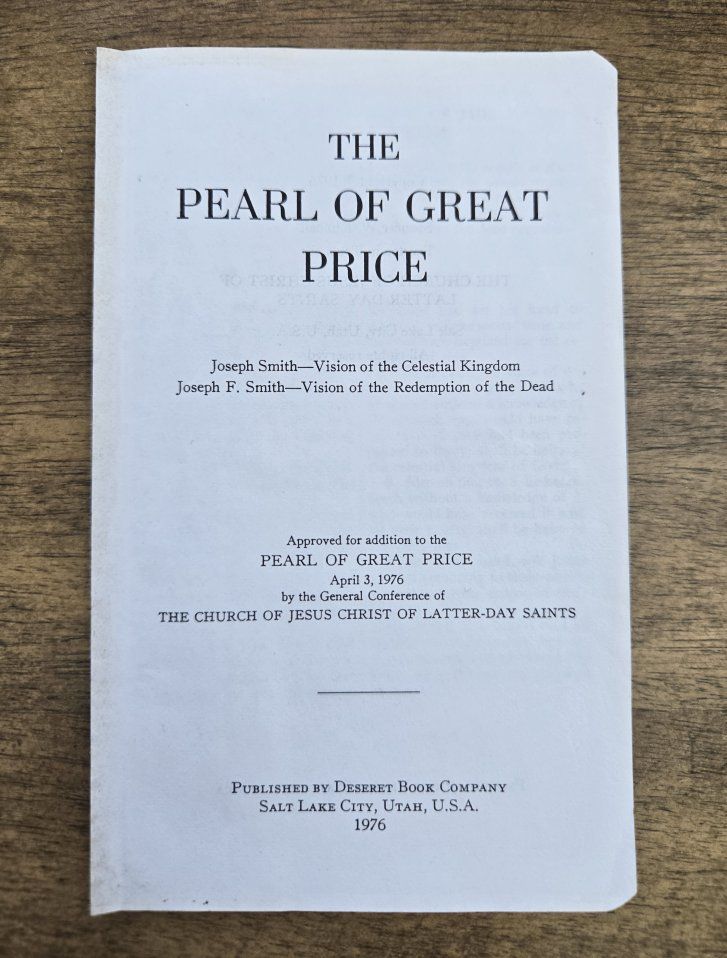 THE
PEARL OF GREAT
PRICE
Joseph Smith—Vision of the Celestial Kingdom
Joseph F. Smith—Vision of the Redemption of the Dead
Approved for addition to the
PEARL OF GREAT PRICE
April 3, 1976
by the General Conference of
THE CHURCH OF JESUS CHRIST OF LATTER-DAY SAINTS
PUBLISHED BY DESERET BOOK COMPANY
SALT LAKE CITY, UTAH, U.S.A.
1976